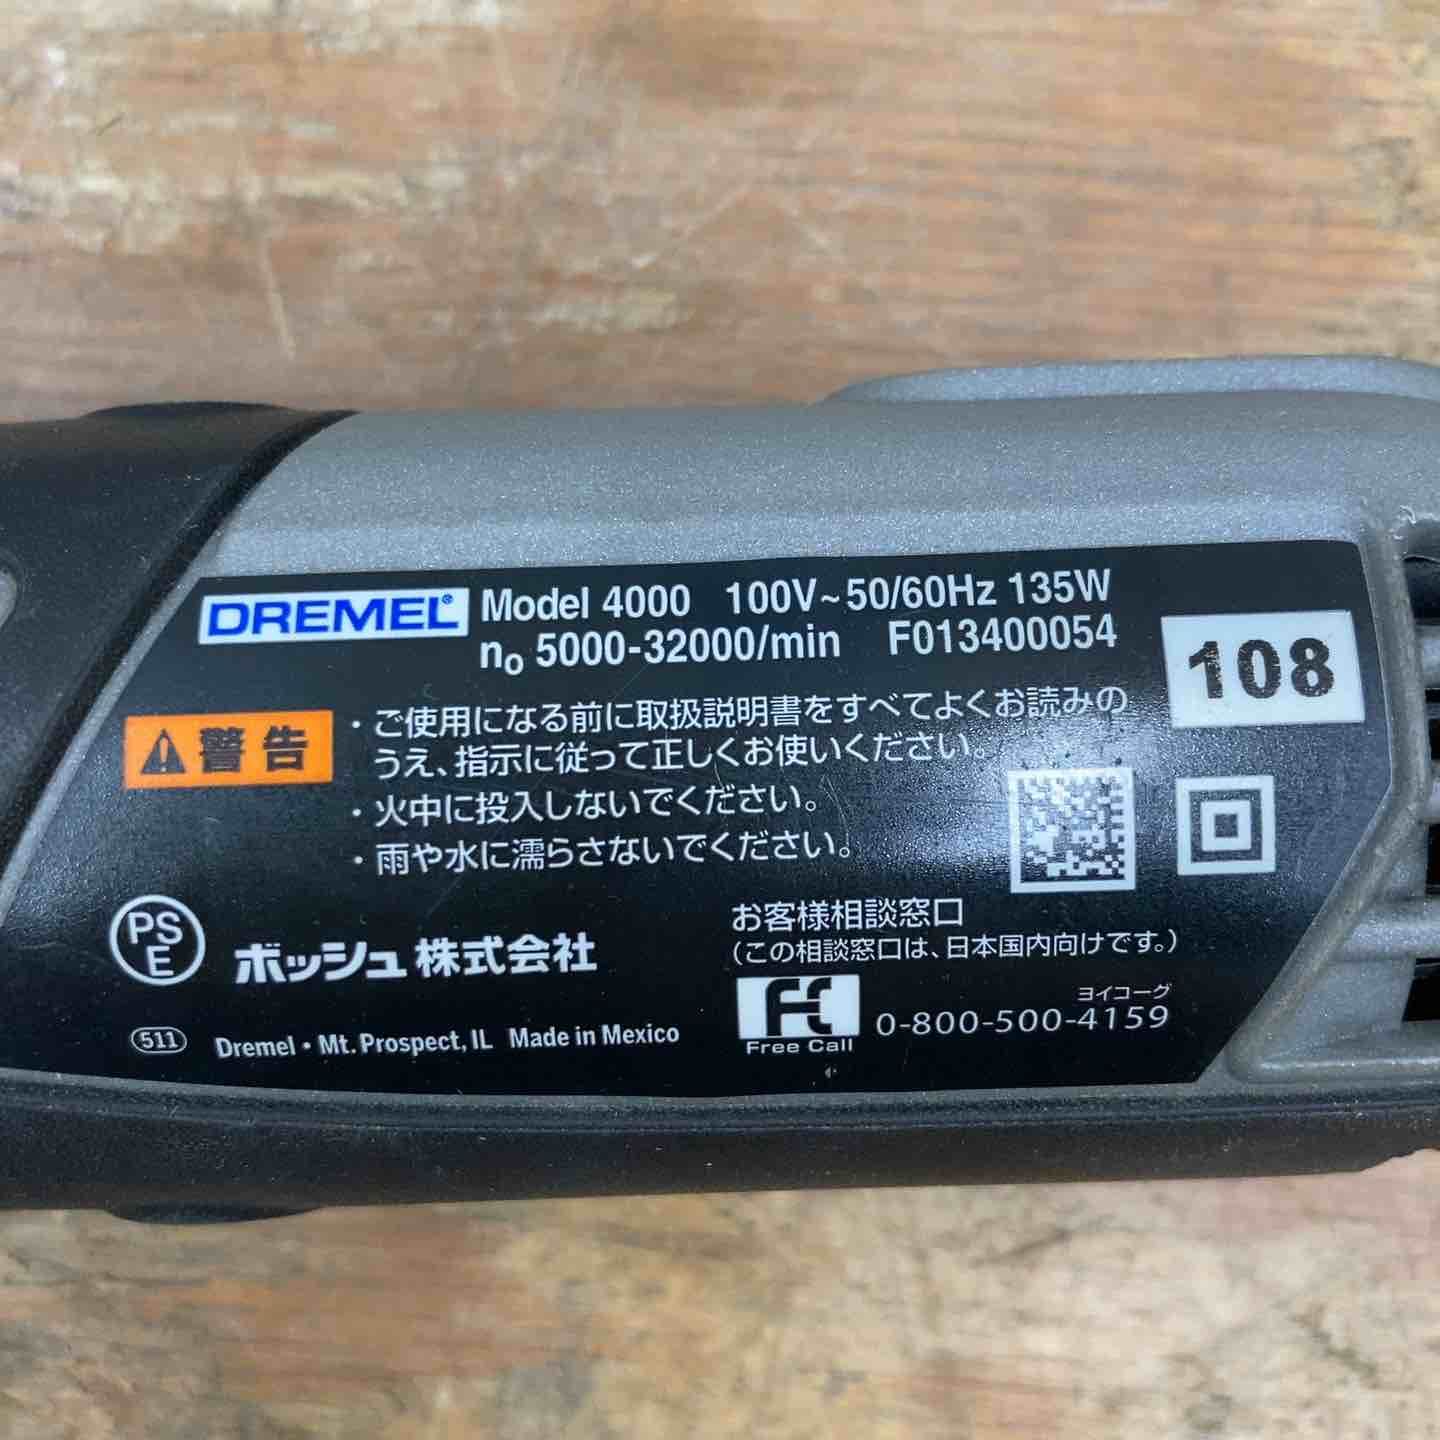 DREMEL® Model 4000 100V~50/60Hz 135W
n₀ 5000-32000/min F013400054
108
警告
・ご使用になる前に取扱説明書をすべてよくお読みの
うえ、指示に従って正しくお使いください。
・火中に投入しないでください。
・雨や水に濡らさないでください。
PS
E
ボッシュ株式会社
511 Dremel • Mt. Prospect, IL Made in Mexico
お客様相談窓口
(この相談窓口は、日本国内向けです。)
Free Call
ヨイコーグ
0-800-500-4159